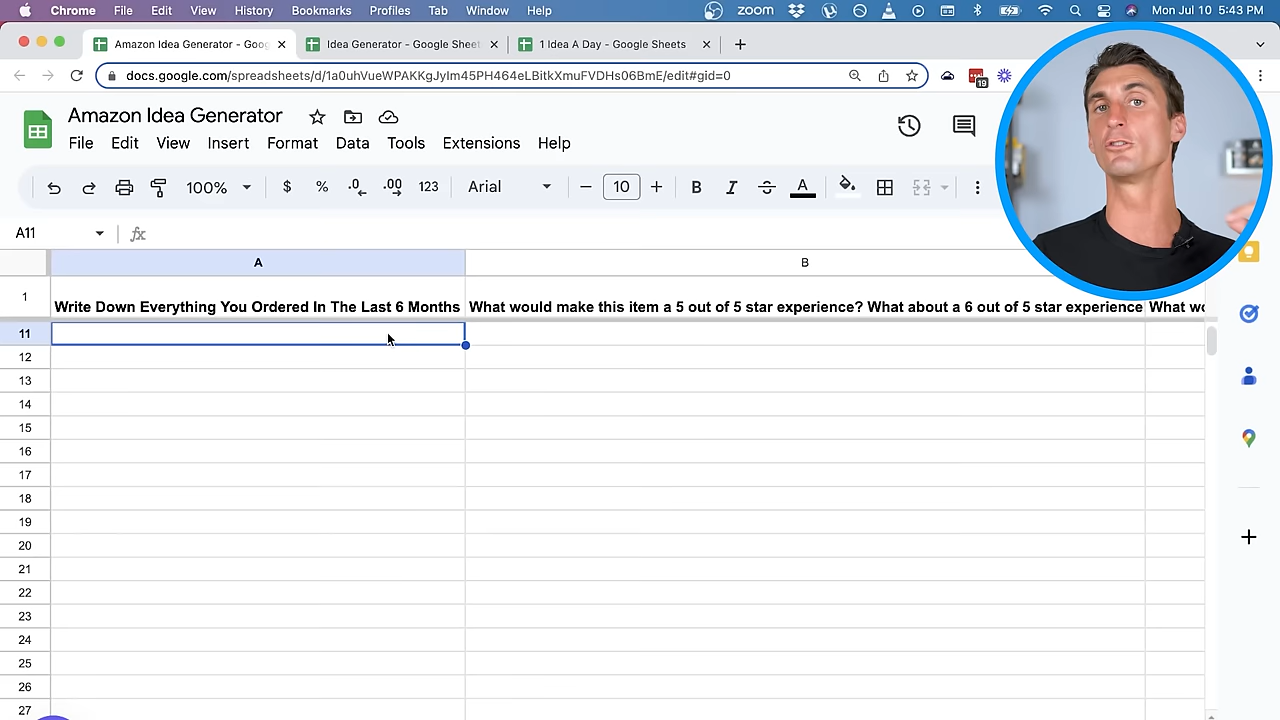 Chrome File Edit View History Bookmarks Profiles Tab Window Help zoom Mon Jul 10 5:43 PM
Amazon Idea Generator - Goog Idea Generator - Google Sheet 1 Idea A Day - Google Sheets
docs.google.com/spreadsheets/d/1a0uhVueWPAKKgJyIm45PH464eLBitkXmuFVDHs06BmE/edit#gid=0 19
Amazon Idea Generator
File Edit View Insert Format Data Tools Extensions Help
100% $ % .0 .00 123 Arial 10 B I S A
A11 fx
A B
1 Write Down Everything You Ordered In The Last 6 Months What would make this item a 5 out of 5 star experience? What about a 6 out of 5 star experience What wo
11
12
13
14
15
16
17
18
19
20
21
22
23
24
25
26
27